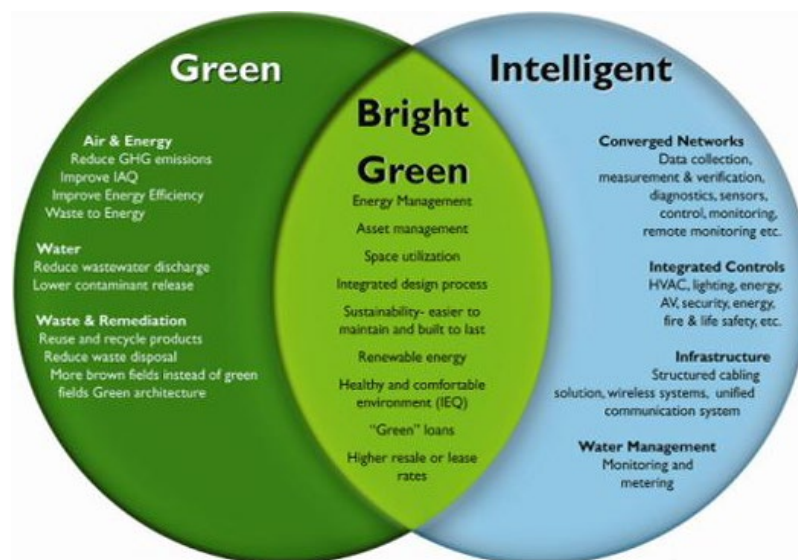 Green
Air & Energy
Reduce GHG emissions
Improve IAQ
Improve Energy Efficiency
Waste to Energy
Water
Reduce wastewater discharge
Lower contaminant release
Waste & Remediation
Reuse and recycle products
Reduce waste disposal
More brown fields instead of green
fields Green architecture
Bright
Green
Energy Management
Asset management
Space utilization
Integrated design process
Sustainability- easier to
maintain and built to last
Renewable energy
Healthy and comfortable
environment (IEQ)
"Green" loans
Higher resale or lease
rates
Intelligent
Converged Networks
Data collection,
measurement & verification,
diagnostics, sensors,
control, monitoring,
remote monitoring etc.
Integrated Controls
HVAC, lighting, energy,
AV, security, energy,
fire & life safety, etc.
Infrastructure
Structured cabling
solution, wireless systems, unified
communication system
Water Management
Monitoring and
metering